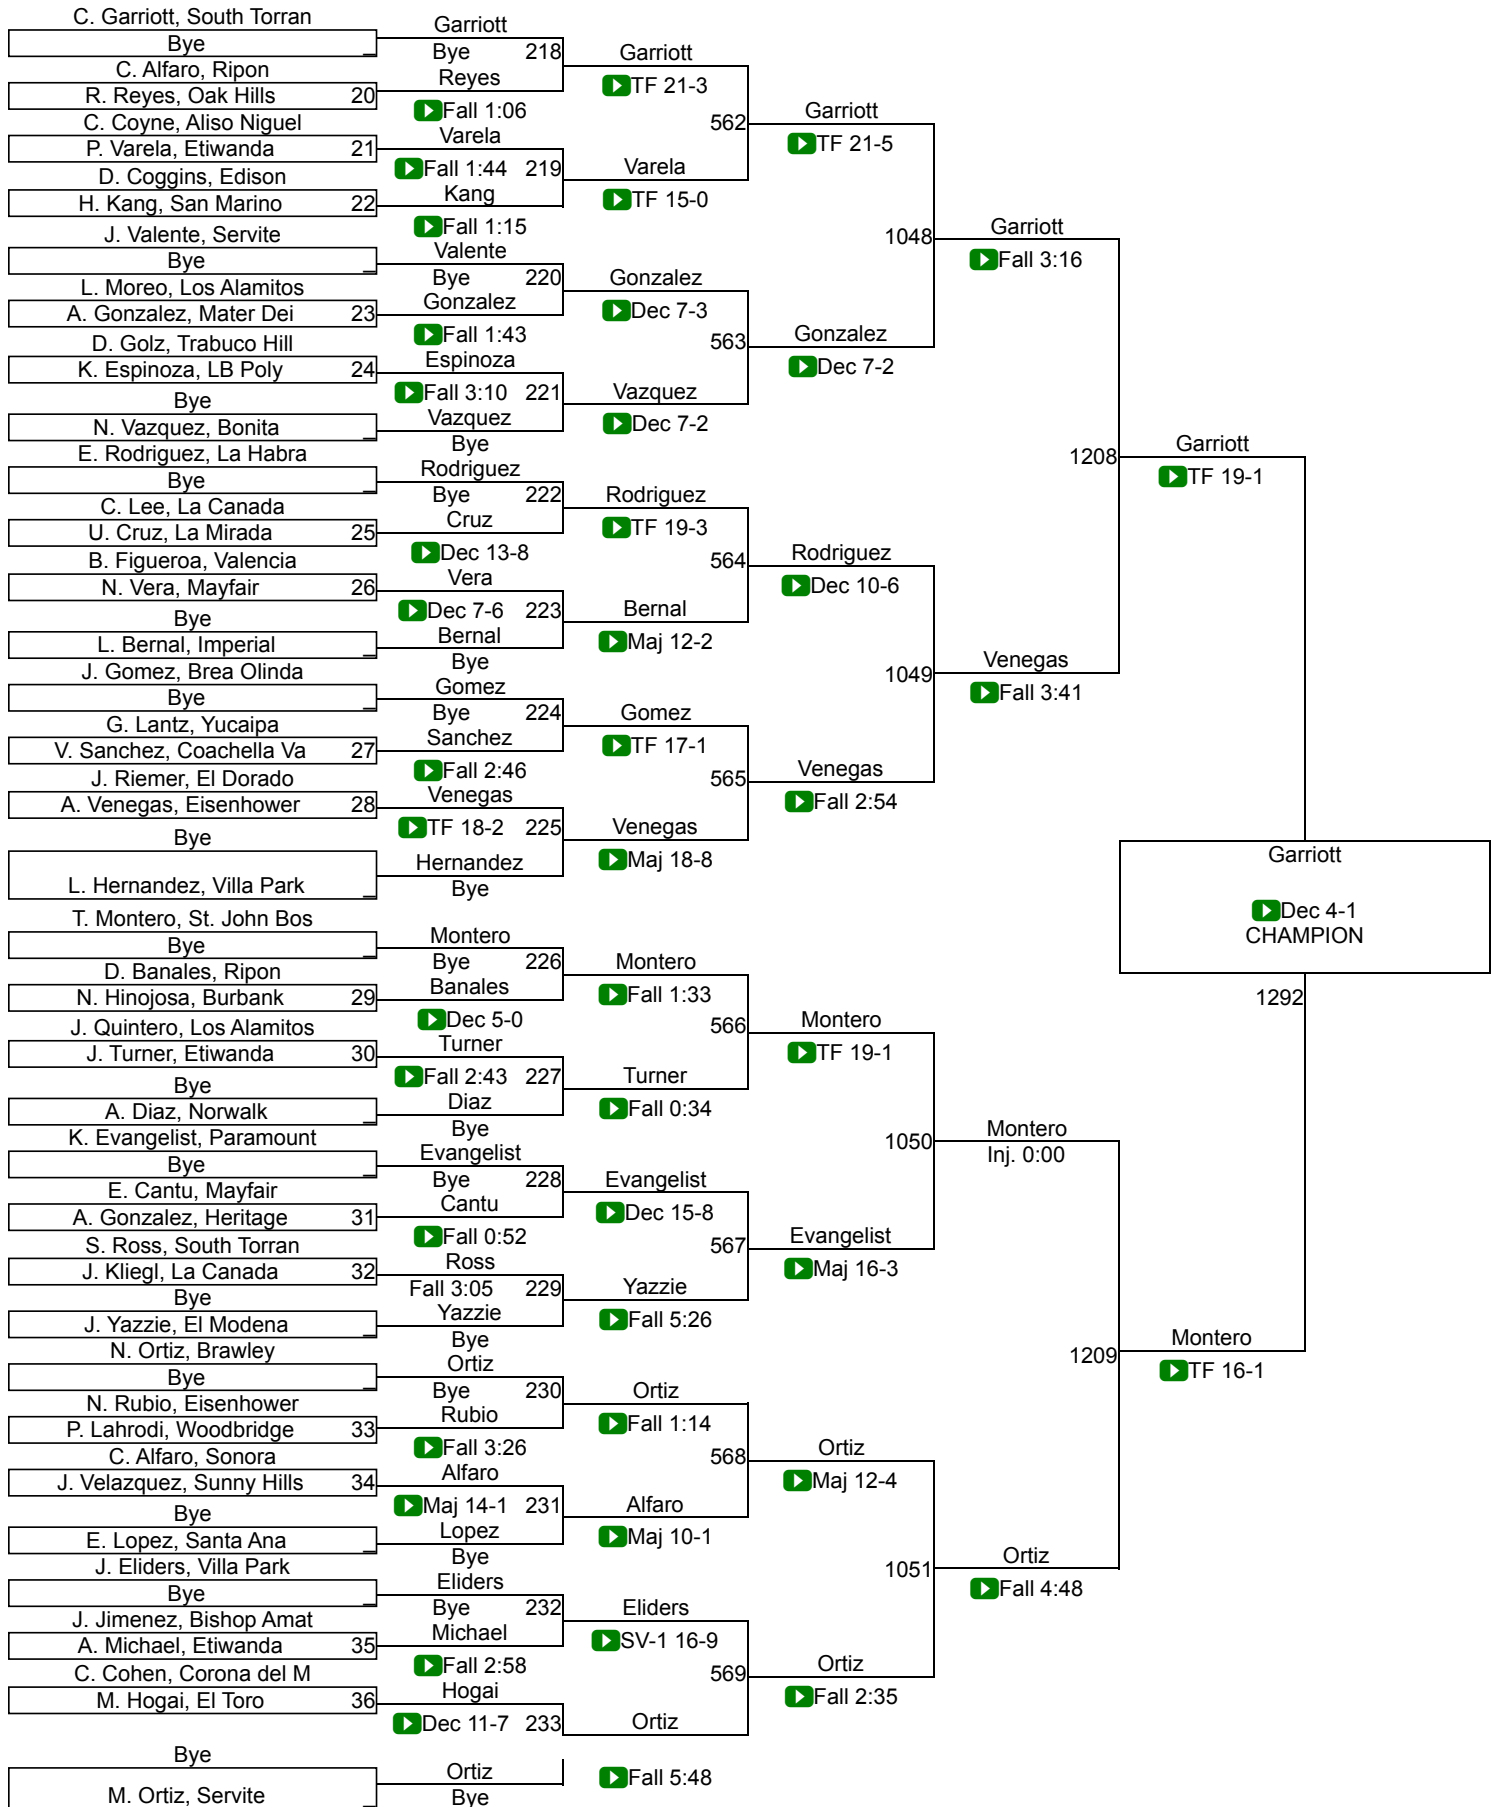 C. Garriott, South Torran
Bye _
C. Alfaro, Ripon
R. Reyes, Oak Hills 20
C. Coyne, Aliso Niguel
P. Varela, Etiwanda 21
D. Coggins, Edison
H. Kang, San Marino 22
J. Valente, Servite
Bye _
L. Moreo, Los Alamitos
A. Gonzalez, Mater Dei 23
D. Golz, Trabuco Hill
K. Espinoza, LB Poly 24
Bye
N. Vazquez, Bonita _
E. Rodriguez, La Habra
Bye _
C. Lee, La Canada
U. Cruz, La Mirada 25
B. Figueroa, Valencia
N. Vera, Mayfair 26
Bye
L. Bernal, Imperial _
J. Gomez, Brea Olinda
Bye _
G. Lantz, Yucaipa
V. Sanchez, Coachella Va 27
J. Riemer, El Dorado
A. Venegas, Eisenhower 28
Bye
L. Hernandez, Villa Park _
T. Montero, St. John Bos
Bye _
D. Banales, Ripon
N. Hinojosa, Burbank 29
J. Quintero, Los Alamitos
J. Turner, Etiwanda 30
Bye
A. Diaz, Norwalk _
K. Evangelist, Paramount
Bye _
E. Cantu, Mayfair
A. Gonzalez, Heritage 31
S. Ross, South Torran
J. Kliegl, La Canada 32
Bye
J. Yazzie, El Modena _
N. Ortiz, Brawley
Bye _
N. Rubio, Eisenhower
P. Lahrodi, Woodbridge 33
C. Alfaro, Sonora
J. Velazquez, Sunny Hills 34
Bye
E. Lopez, Santa Ana _
J. Eliders, Villa Park
Bye _
J. Jimenez, Bishop Amat
A. Michael, Etiwanda 35
C. Cohen, Corona del M
M. Hogai, El Toro 36
Bye
M. Ortiz, Servite _
Garriott
Bye 218
Reyes
Fall 1:06
Varela
Fall 1:44 219
Kang
Fall 1:15
Valente
Bye 220
Gonzalez
Fall 1:43
Espinoza
Fall 3:10 221
Vazquez
Bye
Rodriguez
Bye 222
Cruz
Dec 13-8
Vera
Dec 7-6 223
Bernal
Bye
Gomez
Bye 224
Sanchez
Fall 2:46
Venegas
TF 18-2 225
Hernandez
Bye
Montero
Bye 226
Banales
Dec 5-0
Turner
Fall 2:43 227
Diaz
Bye
Evangelist
Bye 228
Cantu
Fall 0:52
Ross
Fall 3:05 229
Yazzie
Bye
Ortiz
Bye 230
Rubio
Fall 3:26
Alfaro
Maj 14-1 231
Lopez
Bye
Eliders
Bye 232
Michael
Fall 2:58
Hogai
Dec 11-7 233
Ortiz
Bye
Garriott
TF 21-3
562
Varela
TF 15-0
Gonzalez
Dec 7-3
563
Vazquez
Dec 7-2
Rodriguez
TF 19-3
564
Bernal
Maj 12-2
Gomez
TF 17-1
565
Venegas
Maj 18-8
Montero
Fall 1:33
566
Turner
Fall 0:34
Evangelist
Dec 15-8
567
Yazzie
Fall 5:26
Ortiz
Fall 1:14
568
Alfaro
Maj 10-1
Eliders
SV-1 16-9
569
Ortiz
Fall 5:48
Garriott
TF 21-5
1048
Gonzalez
Dec 7-2
Rodriguez
Dec 10-6
1049
Venegas
Fall 2:54
Montero
TF 19-1
1050
Evangelist
Maj 16-3
Ortiz
Maj 12-4
1051
Ortiz
Fall 2:35
Garriott
Fall 3:16
1208
Venegas
Fall 3:41
Montero
Inj. 0:00
1209
Ortiz
Fall 4:48
Garriott
TF 19-1
Garriott
Dec 4-1
CHAMPION
1292
Montero
TF 16-1